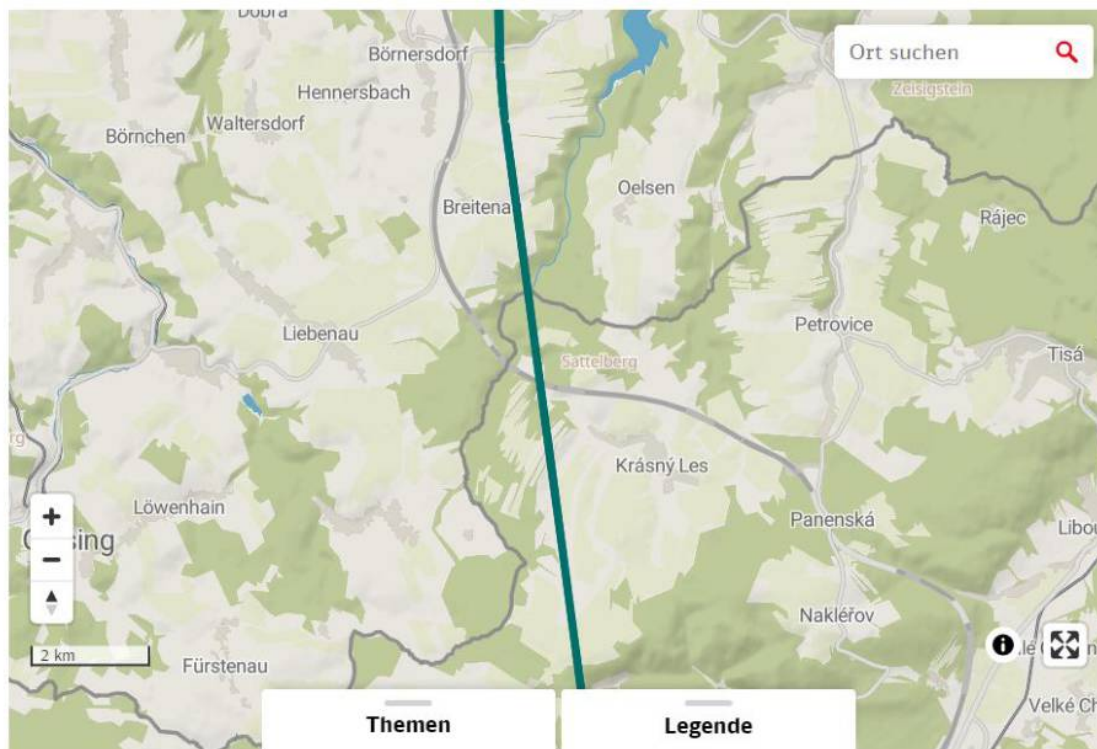 Dobra
Börnersdorf
Ort suchen
Hennersbach
Zeisigstein
Börnchen
Waltersdorf
Oelsen
Breitena
Rájec
Liebenau
Petrovice
Sattelberg
Tisá
Krásný Les
Löwenhain
Panenská
+
−
Nakléřov
2 km
Fürstenau
Themen
Legende
Velké Ch